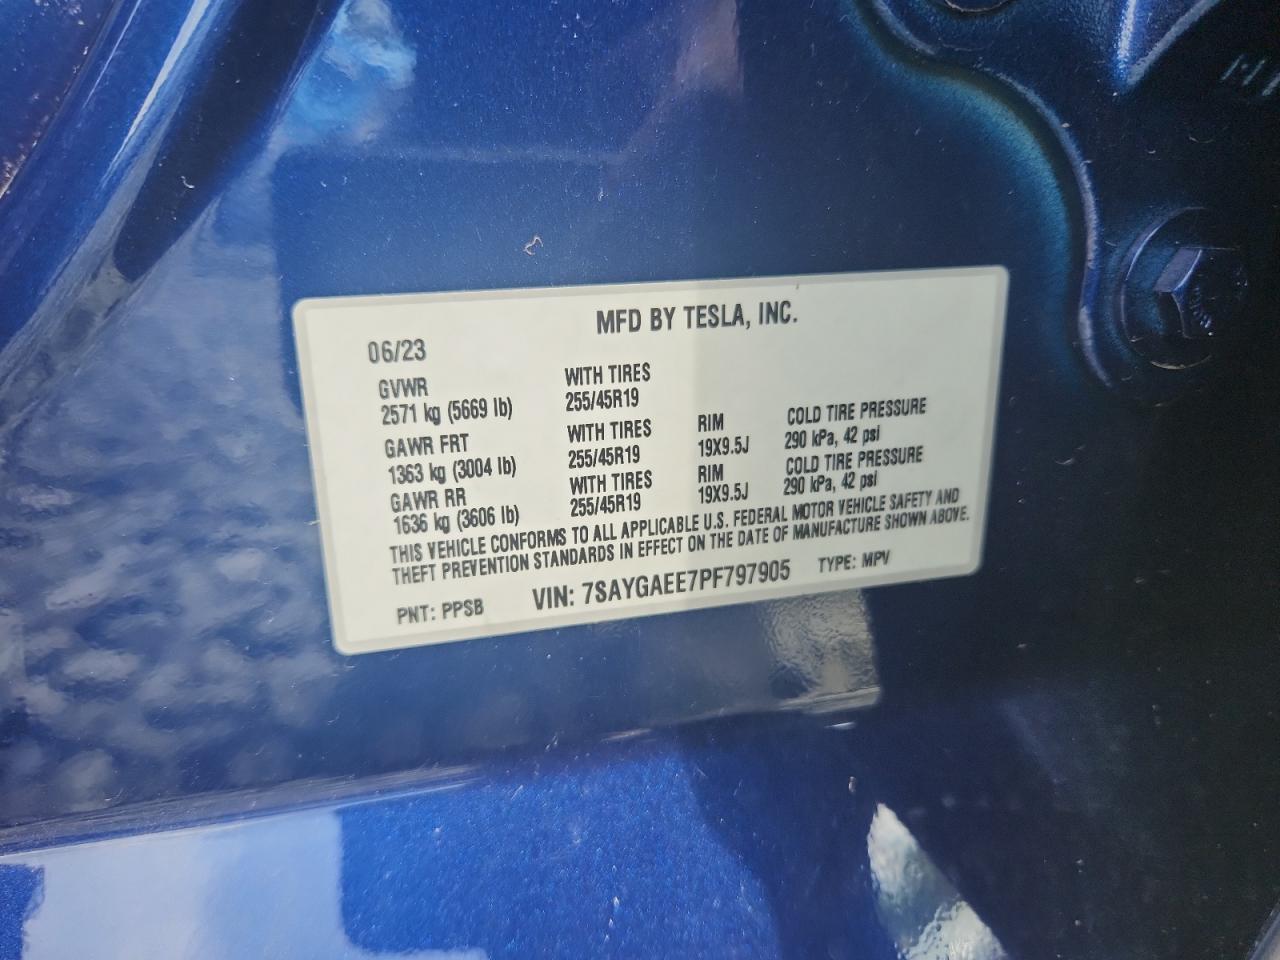 MFD BY TESLA, INC.
06/23
GVWR WITH TIRES
2571 kg (5669 lb) 255/45R19
GAWR FRT WITH TIRES RIM COLD TIRE PRESSURE
1363 kg (3004 lb) 255/45R19 19X9.5J 290 kPa, 42 psi
GAWR RR WITH TIRES RIM COLD TIRE PRESSURE
1636 kg (3606 lb) 255/45R19 19X9.5J 290 kPa, 42 psi
THIS VEHICLE CONFORMS TO ALL APPLICABLE U.S. FEDERAL MOTOR VEHICLE SAFETY AND
THEFT PREVENTION STANDARDS IN EFFECT ON THE DATE OF MANUFACTURE SHOWN ABOVE.
PNT: PPSB VIN: 7SAYGAEE7PF797905 TYPE: MPV